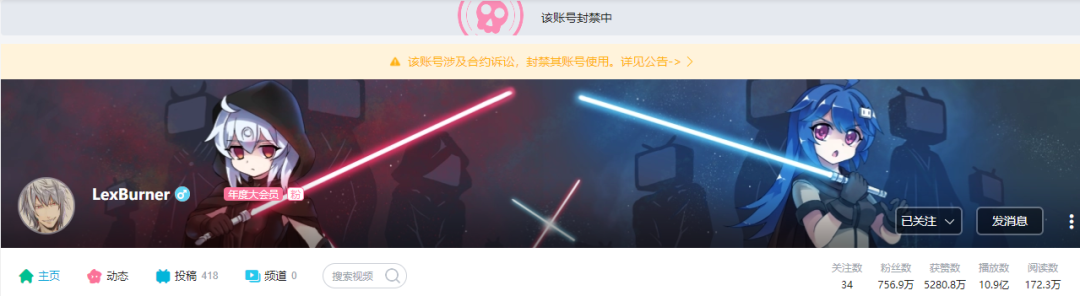 该账号封禁中
该账号涉及合约诉讼，封禁其账号使用。详见公告-> >
LexBurner 年度大会员 粉
已关注 发消息
主页 动态 投稿 418 频道 0 搜索视频
关注数 粉丝数 获赞数 播放数 阅读数
34 756.9万 5280.8万 10.9亿 172.3万